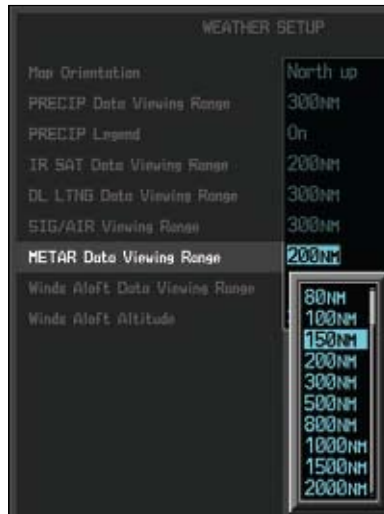 WEATHER SETUP
Map Orientation North up
PRECIP Data Viewing Range 300NM
PRECIP Legend On
IR SAT Data Viewing Range 200NM
DL LTNG Data Viewing Range 300NM
SIG/AIR Viewing Range 300NM
METAR Data Viewing Range 200NM
Winds Aloft Data Viewing Range
Winds Aloft Altitude
80NM
100NM
150NM
200NM
300NM
500NM
800NM
1000NM
1500NM
2000NM